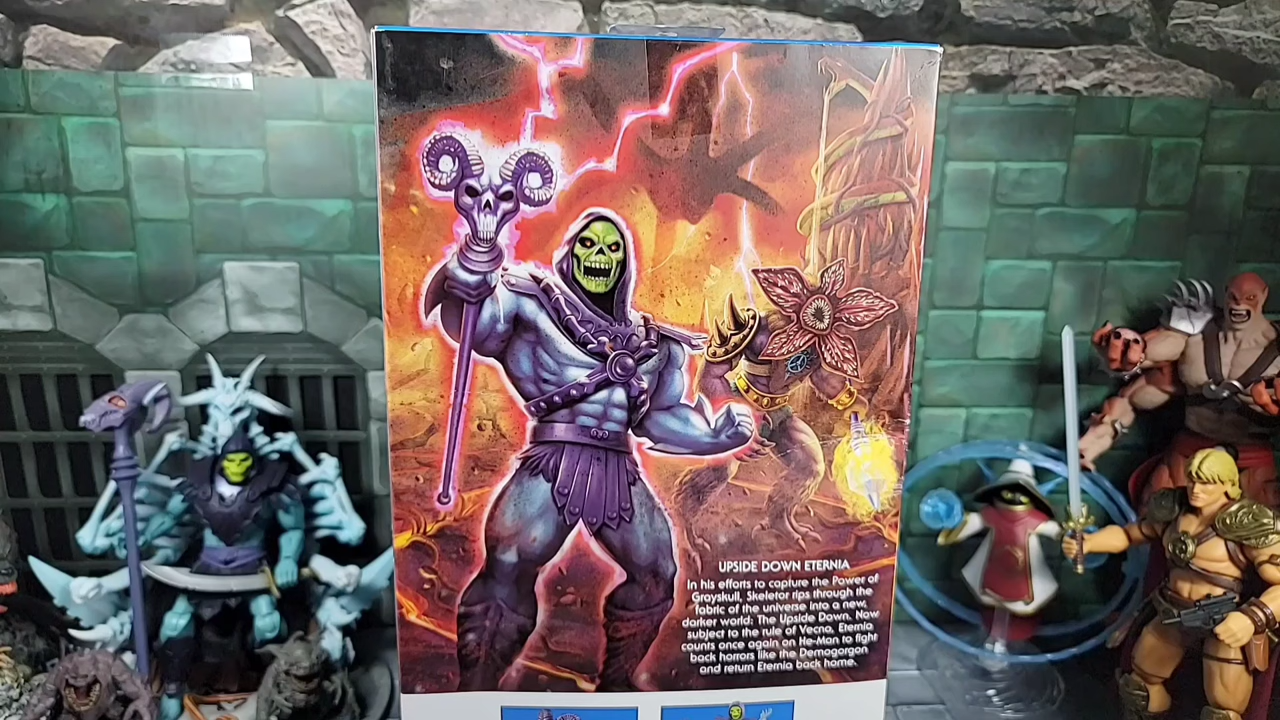 UPSIDE DOWN ETERNIA
In his efforts to capture the Power of
Grayskull, Skeletor rips through the
fabric of the universe into a new,
darker world: The Upside Down. Now
subject to the rule of Vecna, Eternia
counts once again on He-Man to fight
back horrors like the Demagorgon
and return Eternia back home.